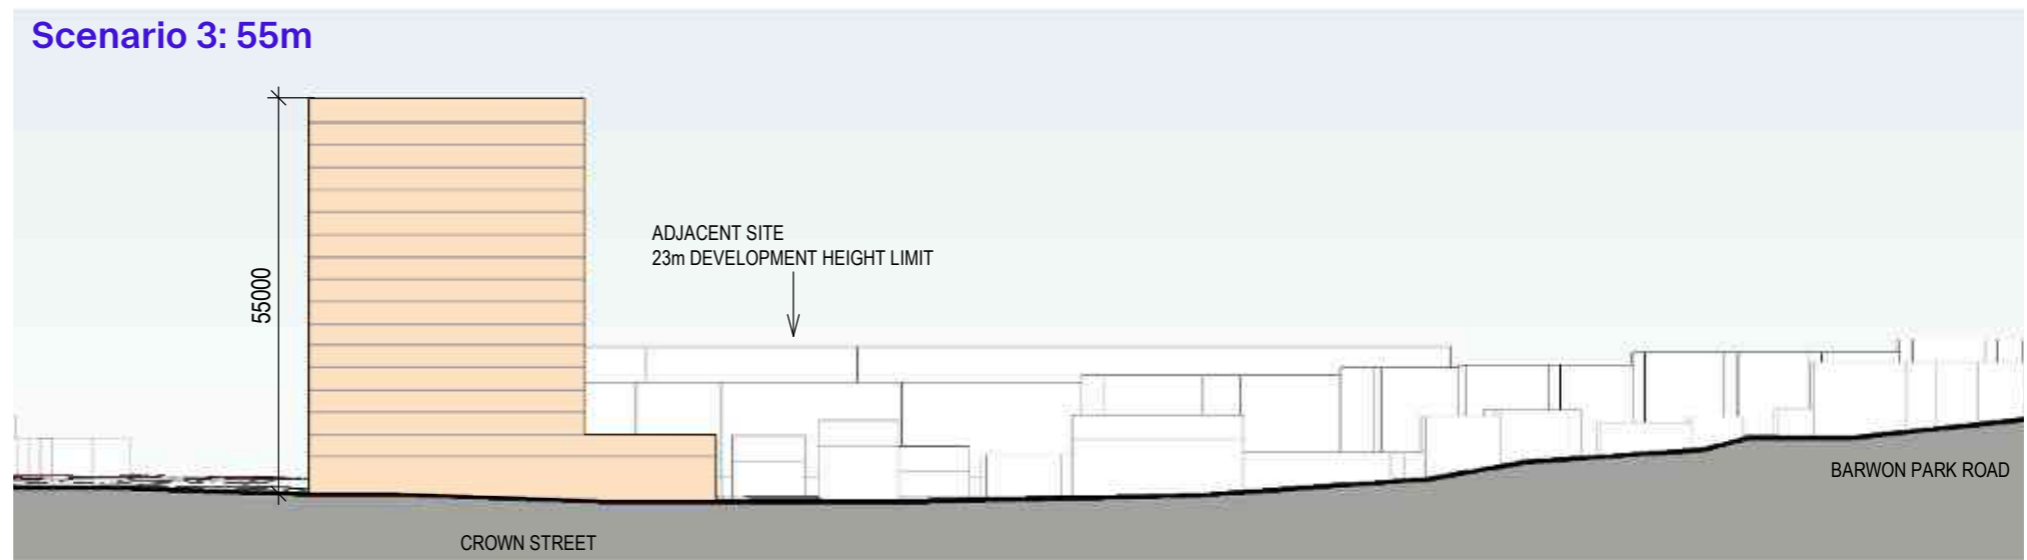 Scenario 3: 55m
ADJACENT SITE
23m DEVELOPMENT HEIGHT LIMIT
55000
BARWON PARK ROAD
CROWN STREET